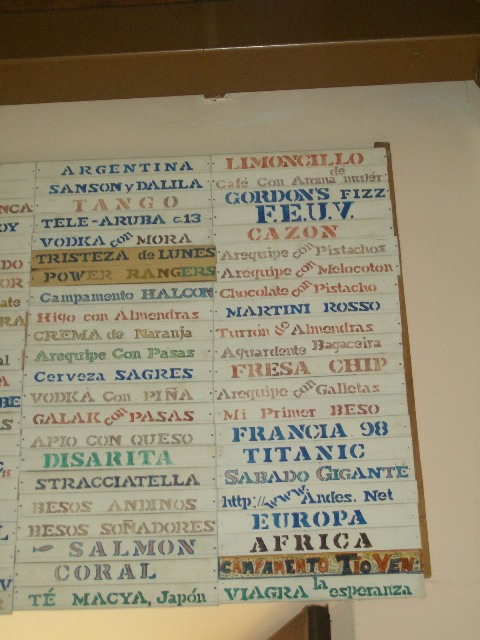 ARGENTINA
SANSON y DALILA
TANGO
TELE-ARUBA c.13
VODKA con MORA
TRISTEZA de LUNES
POWER RANGERS
Campamento HALCON
Higo con Almendras
CREMA de Naranja
Arequipe Con Pasas
Cerveza SAGRES
VODKA Con PIÑA
GALAK con PASAS
APIO CON QUESO
DISARITA
STRACCIATELLA
BESOS ANDINOS
BESOS SOÑADORES
SALMON
CORAL
TÉ MACYA, Japón
LIMONCILLO
Café Con Aroma de mujer
GORDON'S FIZZ
F.E.U.V.
CAZON
Arequipe con Pistachos
Arequipe con Melocoton
Chocolate con Pistacho
MARTINI ROSSO
Turrón de Almendras
Aguardente Bagaceira
FRESA CHIP
Arequipe con Galletas
Mi Primer BESO
FRANCIA 98
TITANIC
SABADO GIGANTE
http://www Andes. Net
EUROPA
AFRICA
CAMPAMENTO TIO VEN.
VIAGRA la esperanza